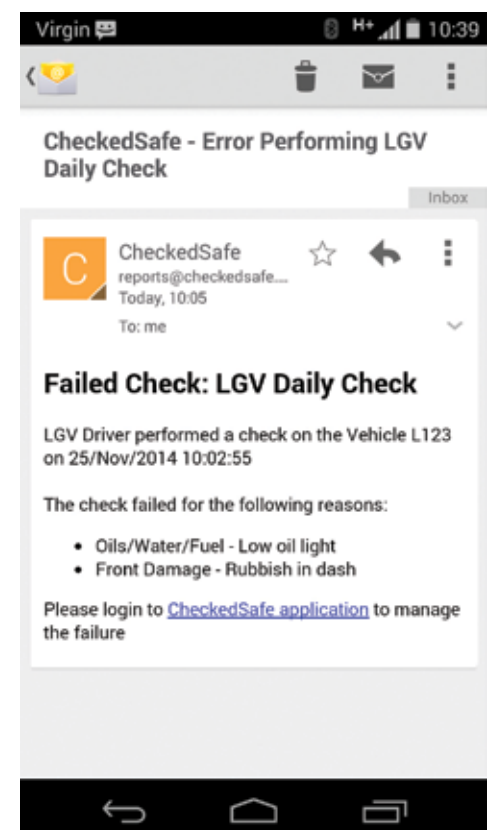 Virgin H+ 10:39
CheckedSafe - Error Performing LGV
Daily Check
Inbox
C
CheckedSafe
reports@checkedsafe....
Today, 10:05
To: me
Failed Check: LGV Daily Check
LGV Driver performed a check on the Vehicle L123
on 25/Nov/2014 10:02:55
The check failed for the following reasons:
• Oils/Water/Fuel - Low oil light
• Front Damage - Rubbish in dash
Please login to CheckedSafe application to manage
the failure